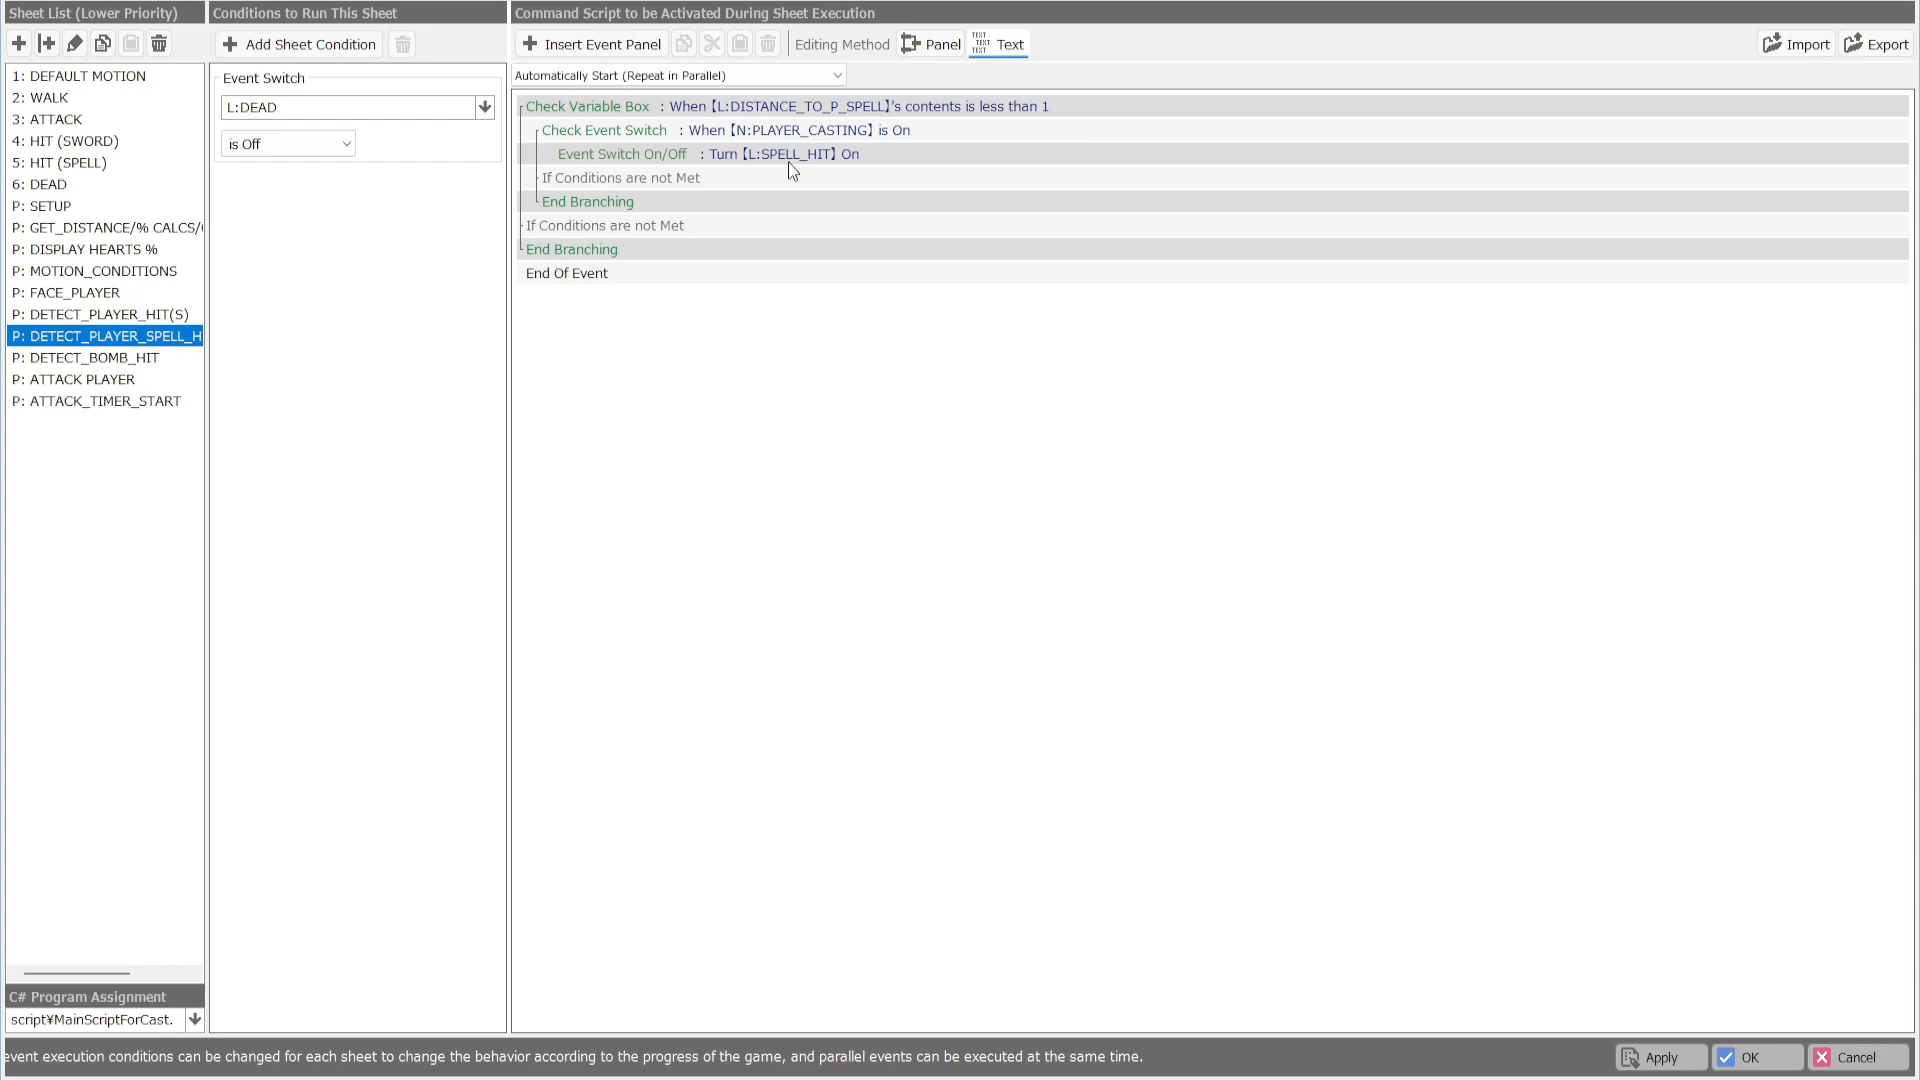 Sheet List (Lower Priority)
Conditions to Run This Sheet
Command Script to be Activated During Sheet Execution
Add Sheet Condition
Insert Event Panel
Editing Method
Panel
TEXT
TEXT
TEXT
Text
Import
Export
1: DEFAULT MOTION
2: WALK
3: ATTACK
4: HIT (SWORD)
5: HIT (SPELL)
6: DEAD
P: SETUP
P: GET_DISTANCE/% CALCS/
P: DISPLAY HEARTS %
P: MOTION_CONDITIONS
P: FACE_PLAYER
P: DETECT_PLAYER_HIT(S)
P: DETECT_PLAYER_SPELL_H
P: DETECT_BOMB_HIT
P: ATTACK PLAYER
P: ATTACK_TIMER_START
Event Switch
L:DEAD
is Off
Automatically Start (Repeat in Parallel)
Check Variable Box : When【L:DISTANCE_TO_P_SPELL】's contents is less than 1
Check Event Switch : When【N:PLAYER_CASTING】is On
Event Switch On/Off : Turn【L:SPELL_HIT】On
If Conditions are not Met
End Branching
If Conditions are not Met
End Branching
End Of Event
C# Program Assignment
script¥MainScriptForCast.
event execution conditions can be changed for each sheet to change the behavior according to the progress of the game, and parallel events can be executed at the same time.
Apply
OK
Cancel